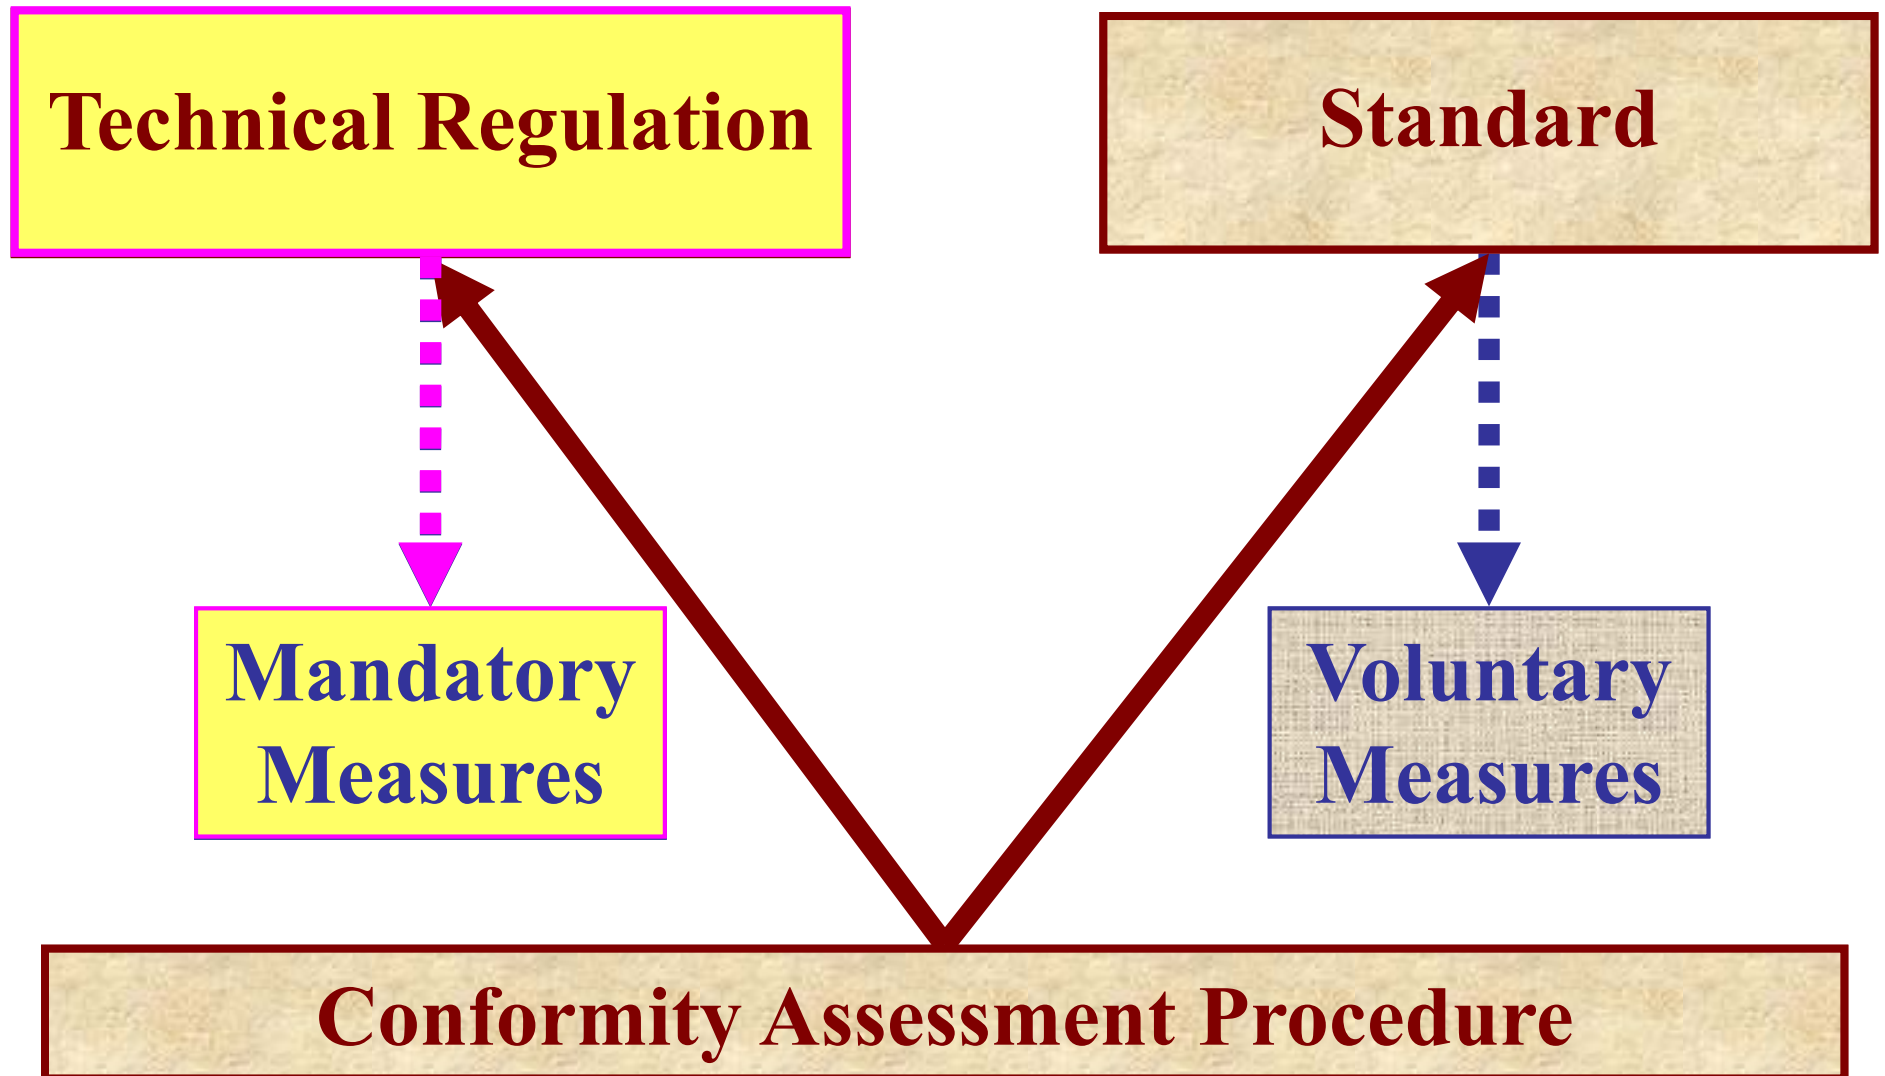 Technical Regulation
Standard
Mandatory
Measures
Voluntary
Measures
Conformity Assessment Procedure